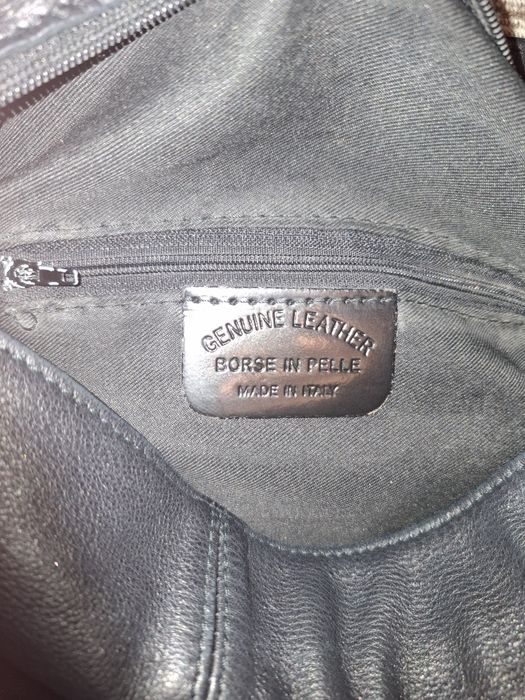 GENUINE LEATHER
BORSE IN PELLE
MADE IN ITALY